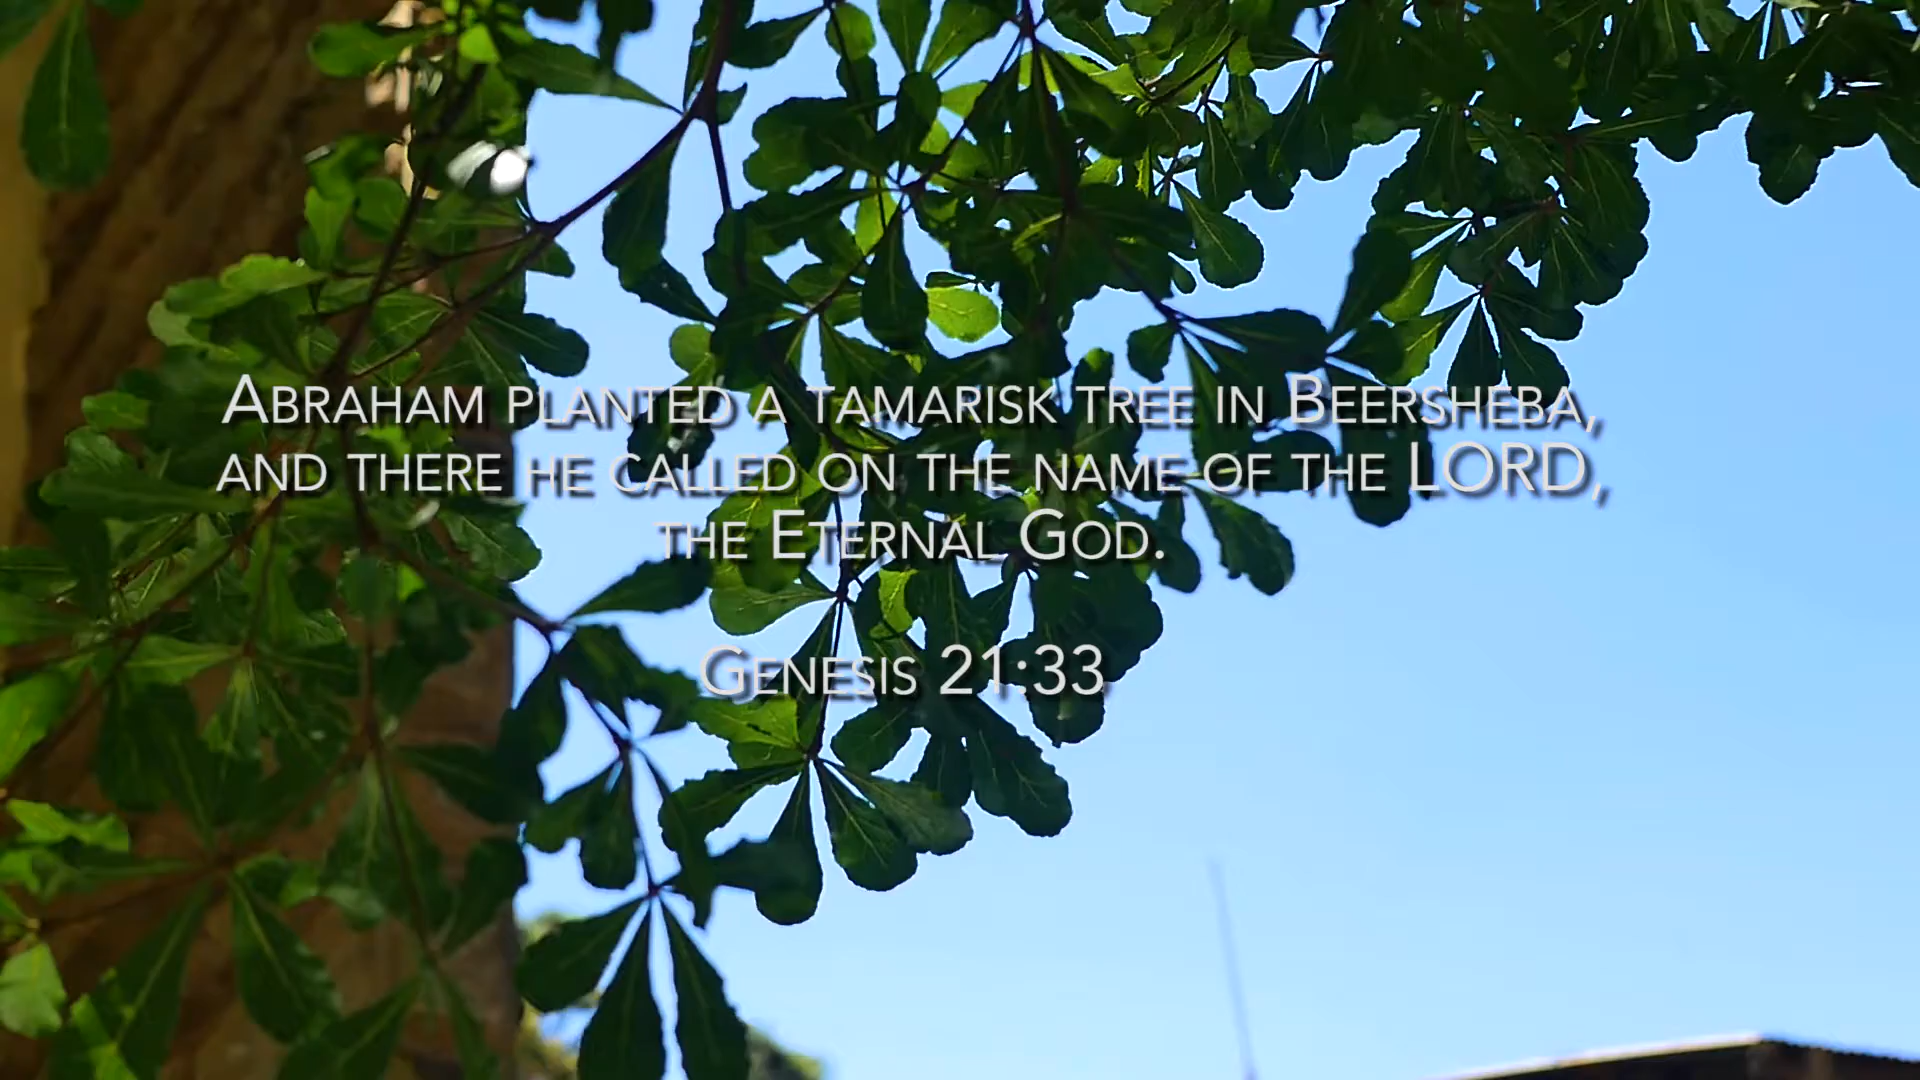 Abraham planted a tamarisk tree in Beersheba,
and there he called on the name of the LORD,
the Eternal God.
Genesis 21:33